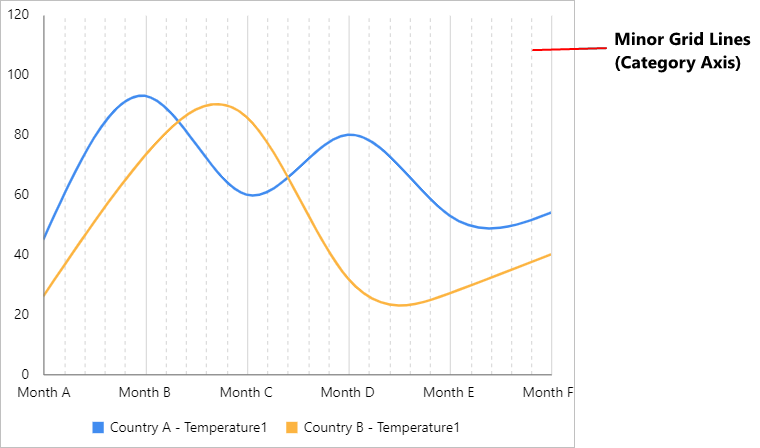 120
Minor Grid Lines
(Category Axis)
100
80
60
40
20
0
Month A Month B Month C Month D Month E Month F
Country A - Temperature1 Country B - Temperature1